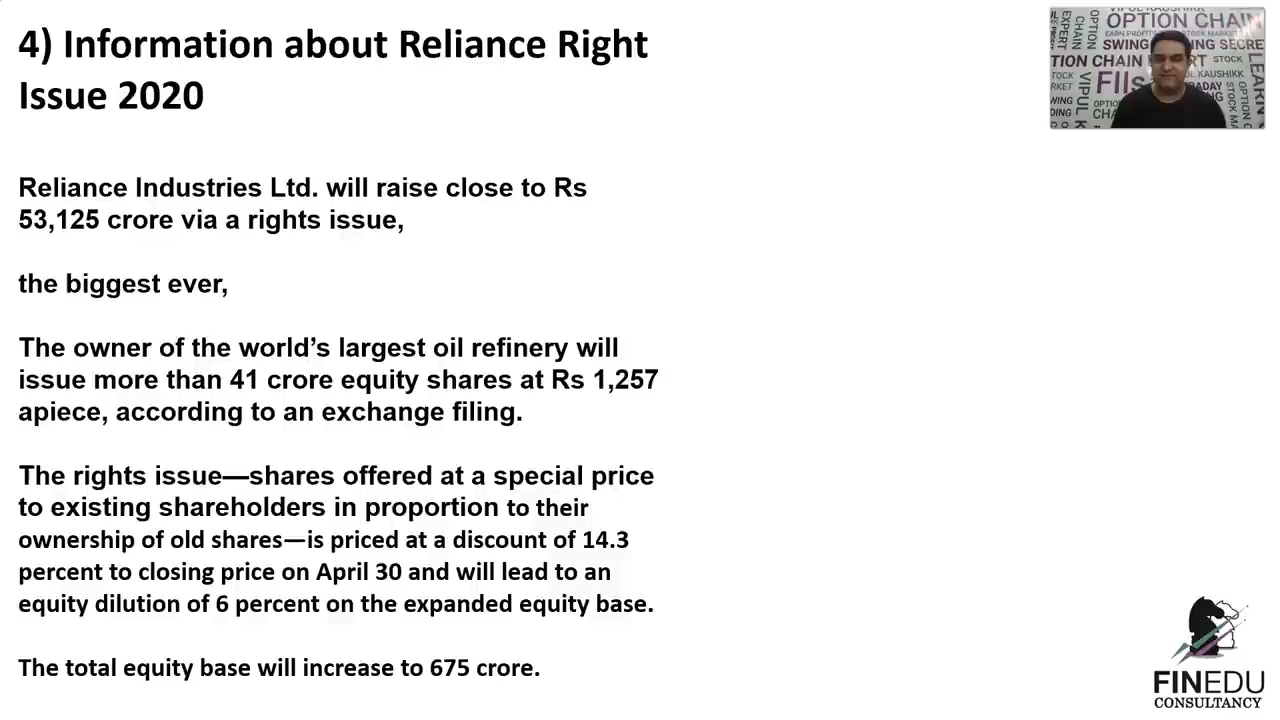 4) Information about Reliance Right
Issue 2020
Reliance Industries Ltd. will raise close to Rs
53,125 crore via a rights issue,
the biggest ever,
The owner of the world’s largest oil refinery will
issue more than 41 crore equity shares at Rs 1,257
apiece, according to an exchange filing.
The rights issue—shares offered at a special price
to existing shareholders in proportion to their
ownership of old shares—is priced at a discount of 14.3
percent to closing price on April 30 and will lead to an
equity dilution of 6 percent on the expanded equity base.
The total equity base will increase to 675 crore.
OPTION CHAIN
SWING
FIIs
FINEDU
CONSULTANCY